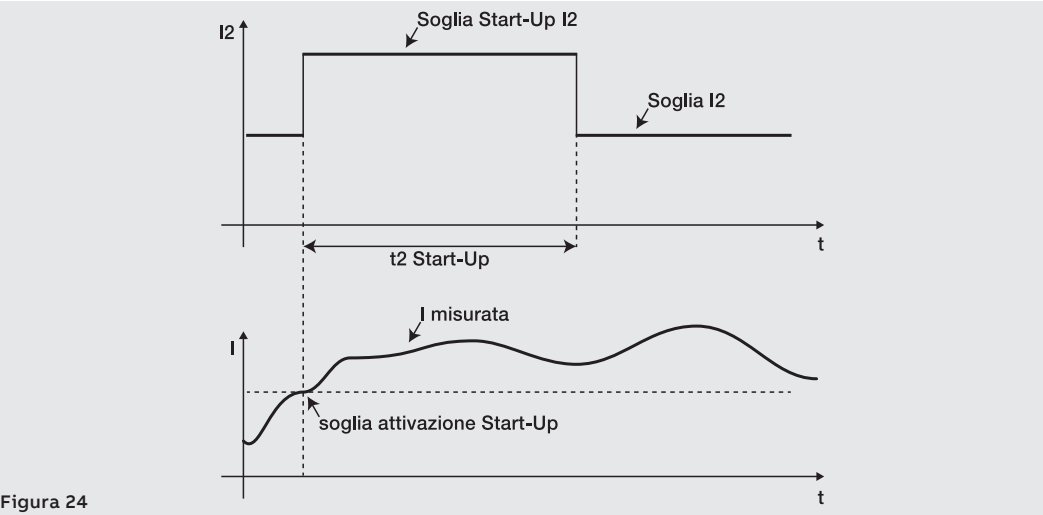 Soglia Start-Up I2
I2
Soglia I2
t
t2 Start-Up
I misurata
I
soglia attivazione Start-Up
t
Figura 24